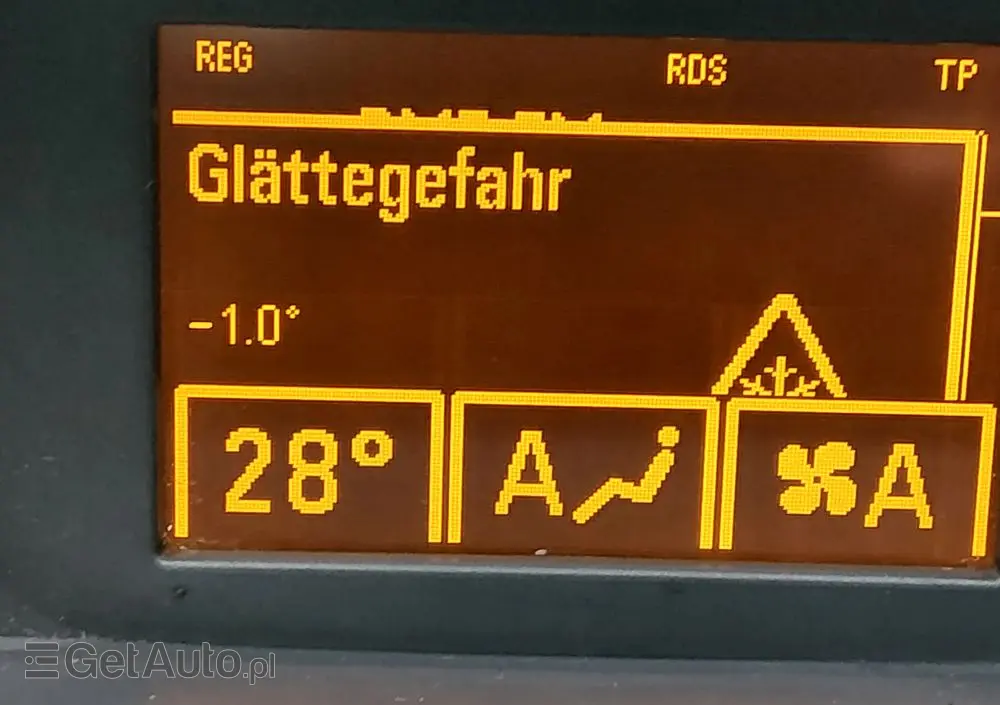 REG RDS TP
Glättegefahr
-1.0°
28° A A
GetAuto.pl